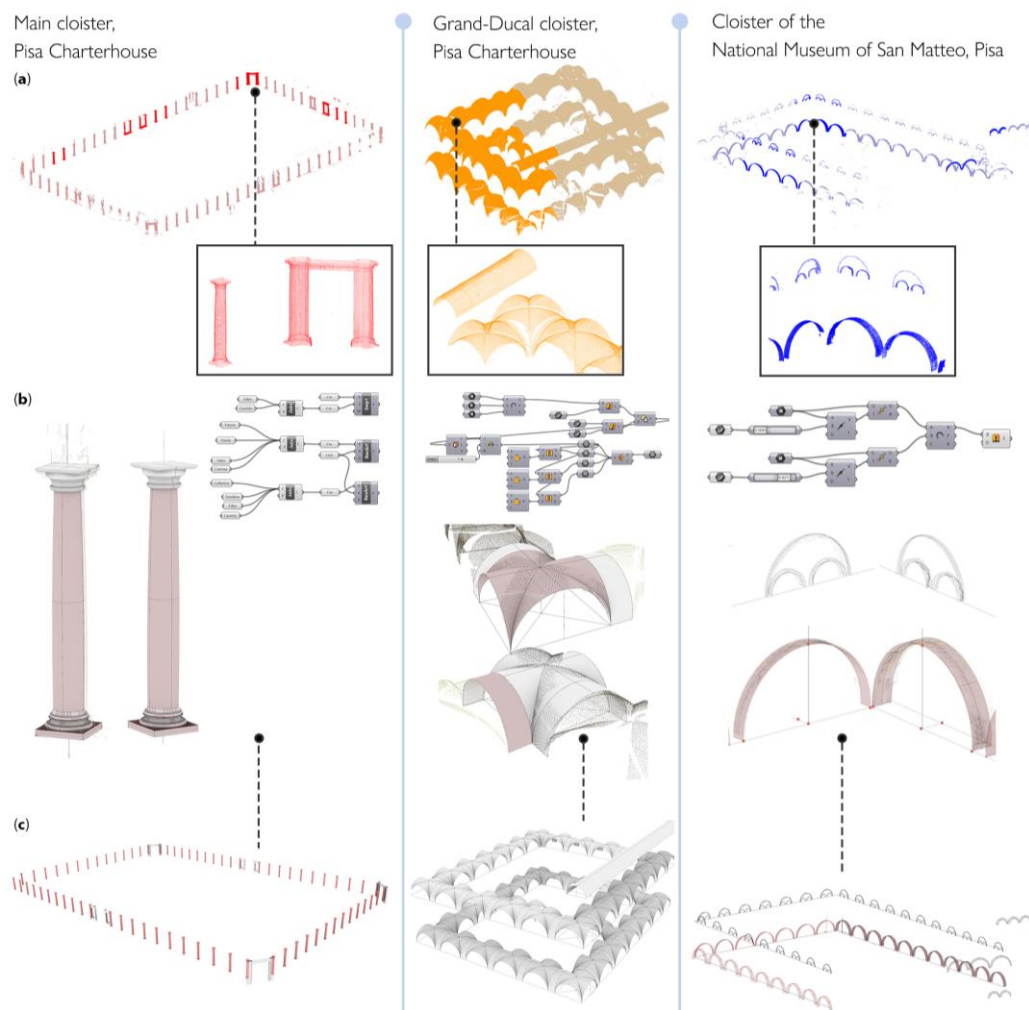 Main cloister,
Pisa Charterhouse
Grand-Ducal cloister,
Pisa Charterhouse
Cloister of the
National Museum of San Matteo, Pisa
(a)
(b)
(c)